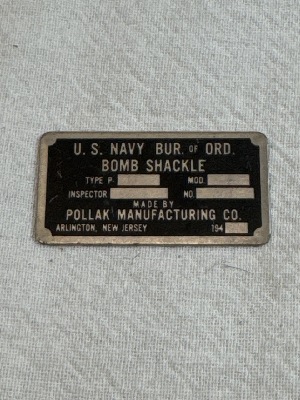 U. S. NAVY BUR. OF ORD.
BOMB SHACKLE
TYPE P. MOD.
INSPECTOR NO.
MADE BY
POLLAK MANUFACTURING CO.
ARLINGTON, NEW JERSEY 194